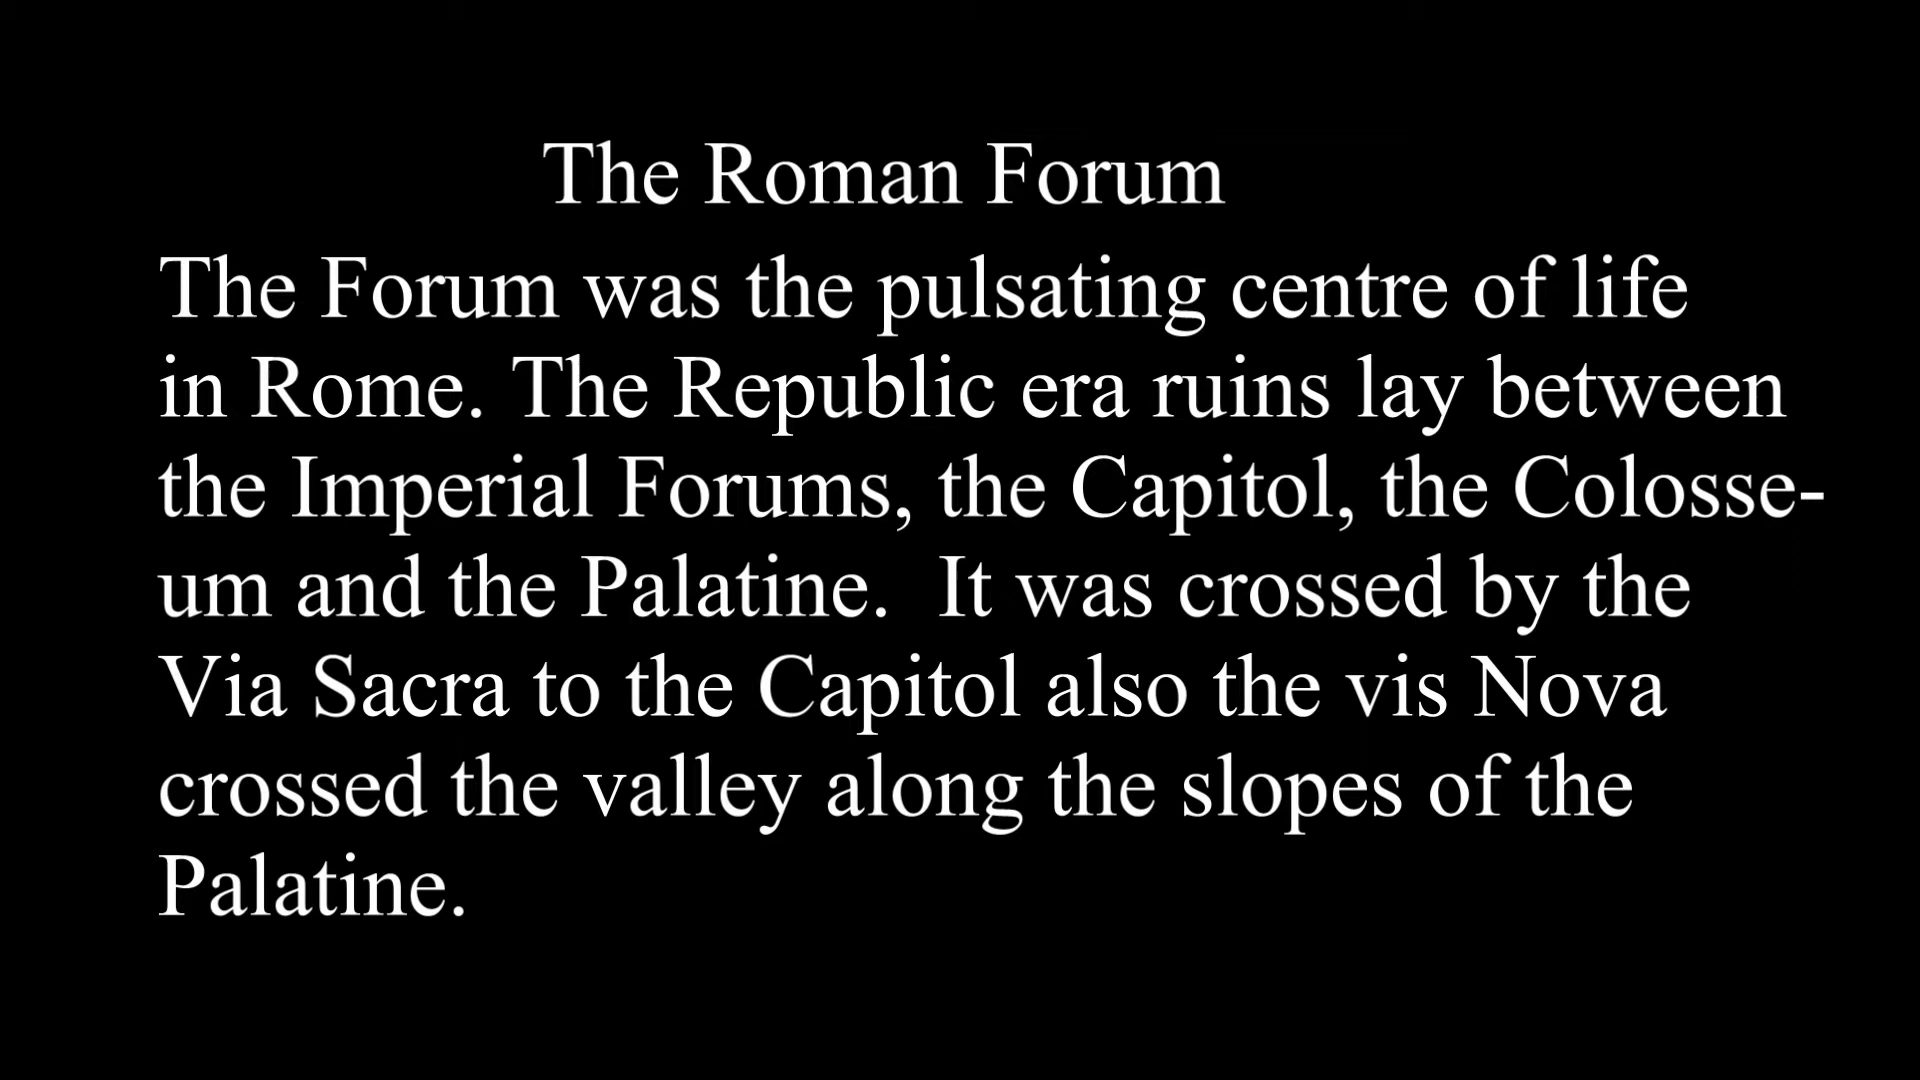 The Roman Forum
The Forum was the pulsating centre of life
in Rome. The Republic era ruins lay between
the Imperial Forums, the Capitol, the Colosse-
um and the Palatine.  It was crossed by the
Via Sacra to the Capitol also the vis Nova
crossed the valley along the slopes of the
Palatine.